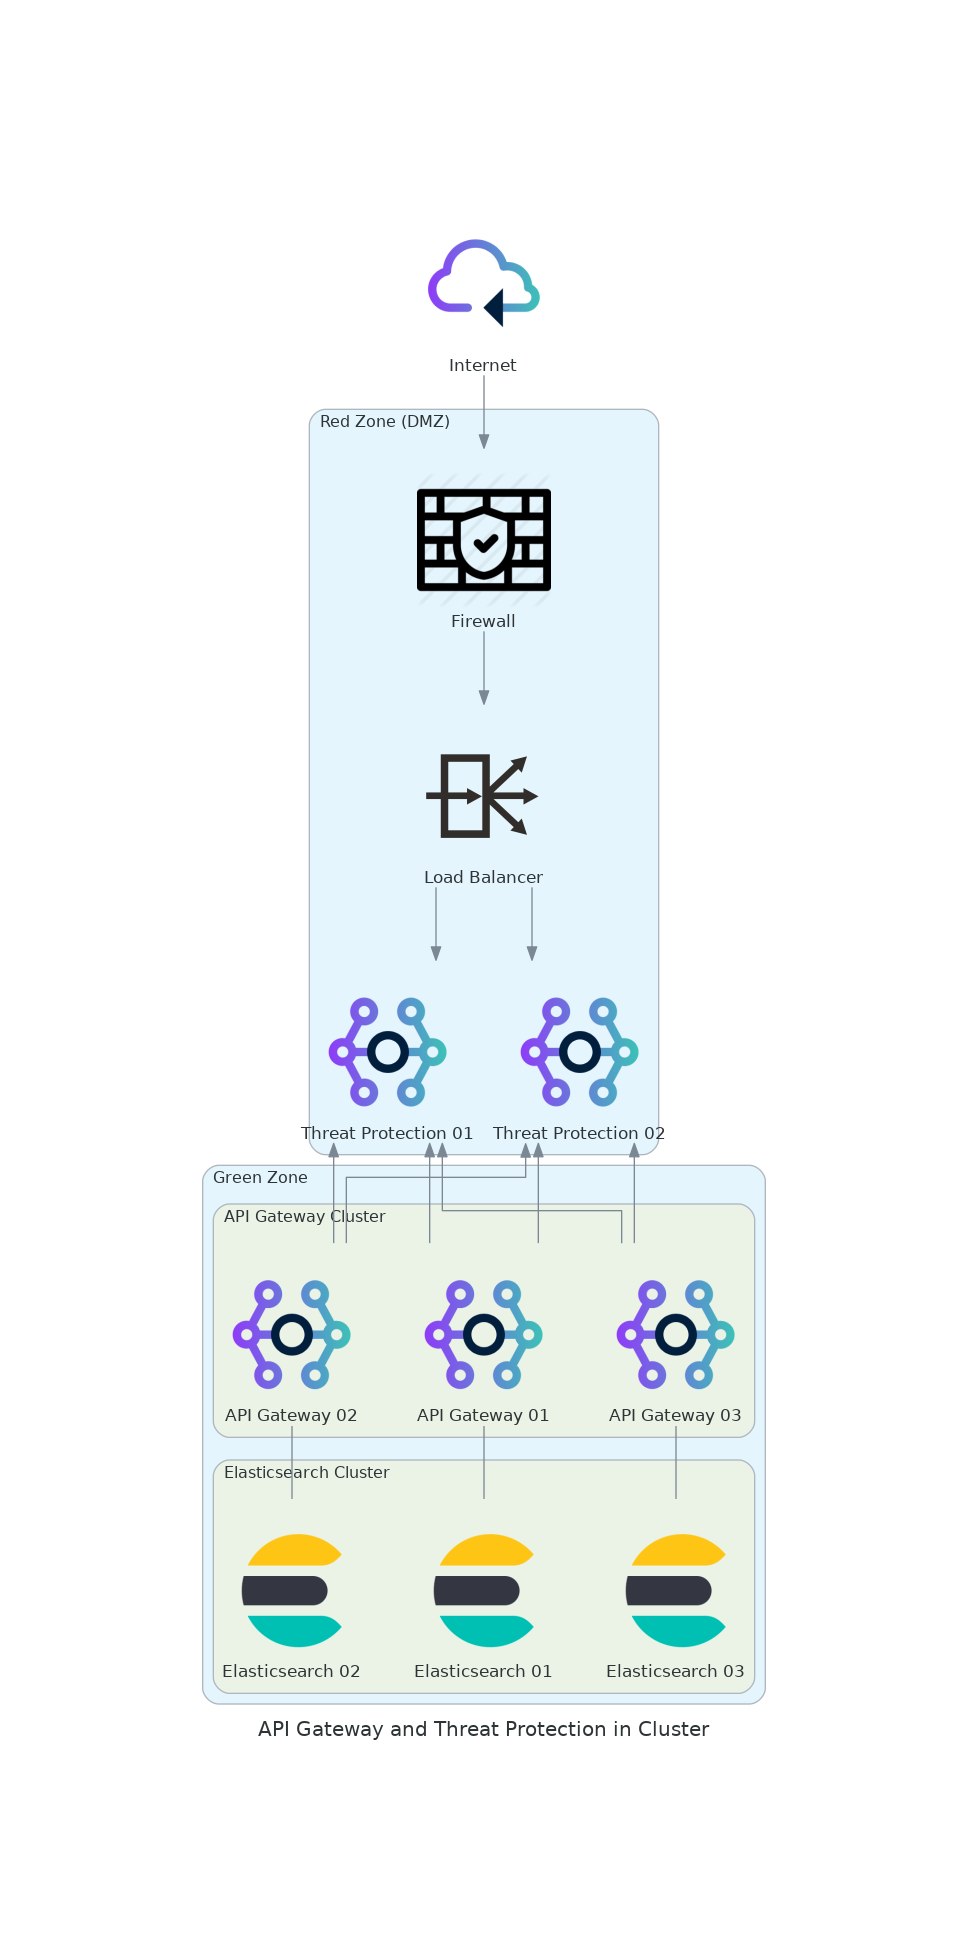 Internet
Red Zone (DMZ)
Firewall
Load Balancer
Threat Protection 01
Threat Protection 02
Green Zone
API Gateway Cluster
API Gateway 02
API Gateway 01
API Gateway 03
Elasticsearch Cluster
Elasticsearch 02
Elasticsearch 01
Elasticsearch 03
API Gateway and Threat Protection in Cluster